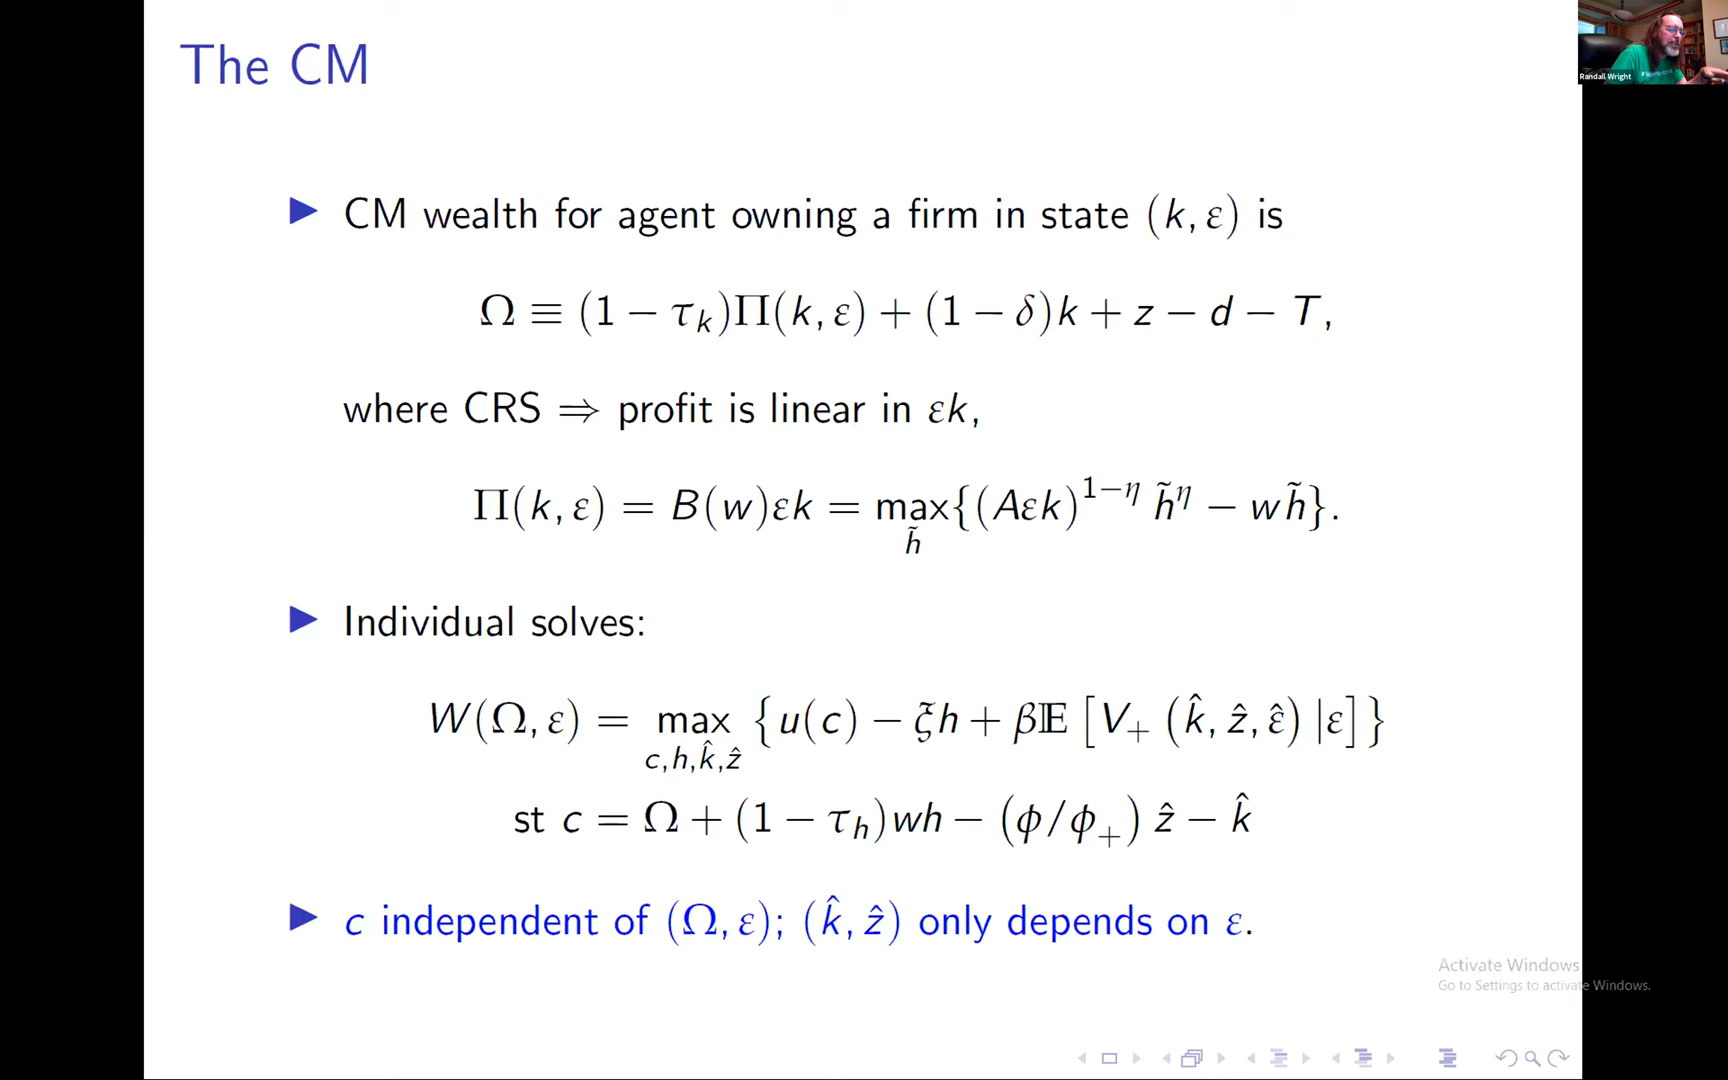 The CM
Randall Wright
▶ CM wealth for agent owning a firm in state (k, ε) is
Ω ≡ (1 − τ_k)Π(k, ε) + (1 − δ)k + z − d − T,
where CRS ⇒ profit is linear in εk,
Π(k, ε) = B(w)εk = max_{h̃}{(Aεk)^{1−η} h̃^η − wh̃}.
▶ Individual solves:
W(Ω, ε) = max_{c,h,k̂,ẑ} {u(c) − ξh + β𝔼 [V_+ (k̂, ẑ, ε̂) |ε]}
st c = Ω + (1 − τ_h)wh − (ϕ/ϕ_+) ẑ − k̂
▶ c independent of (Ω, ε); (k̂, ẑ) only depends on ε.
Activate Windows
Go to Settings to activate Windows.